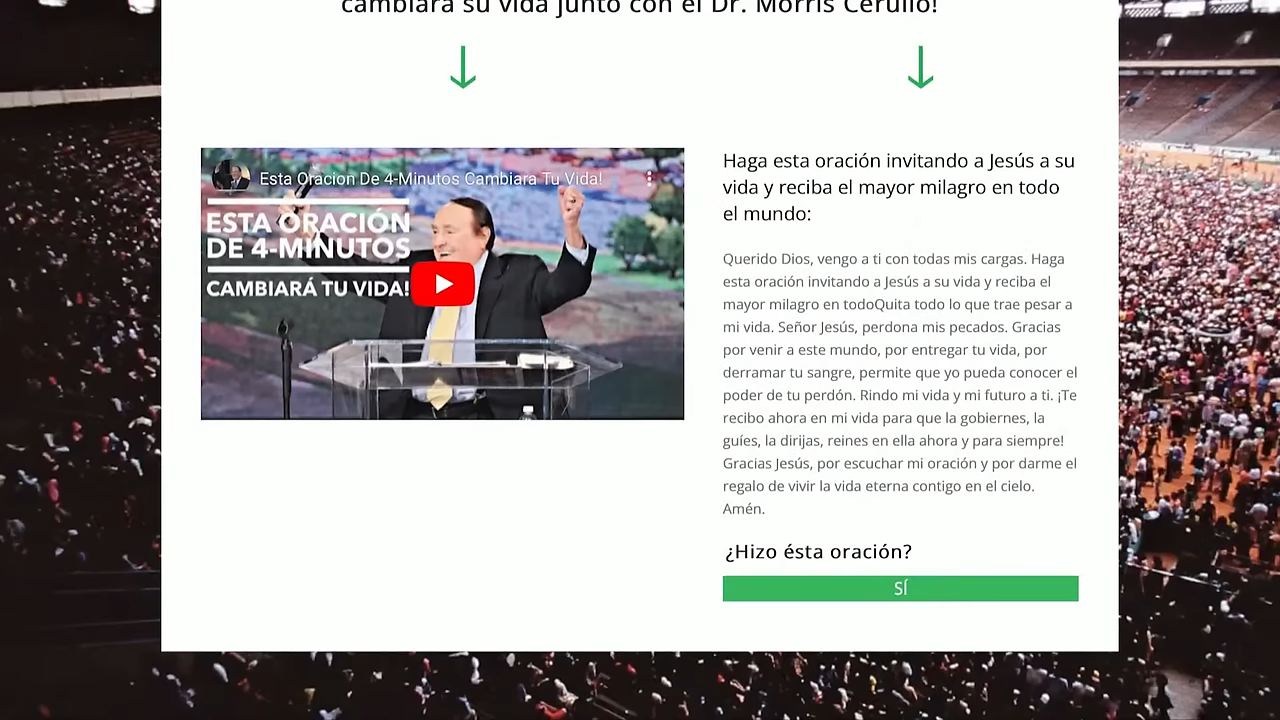 cambiará su vida junto con el Dr. Morris Cerullo!
Esta Oracion De 4-Minutos Cambiara Tu Vida!
ESTA ORACIÓN
DE 4-MINUTOS
CAMBIARÁ TU VIDA!
Haga esta oración invitando a Jesús a su
vida y reciba el mayor milagro en todo
el mundo:
Querido Dios, vengo a ti con todas mis cargas. Haga
esta oración invitando a Jesús a su vida y reciba el
mayor milagro en todoQuita todo lo que trae pesar a
mi vida. Señor Jesús, perdona mis pecados. Gracias
por venir a este mundo, por entregar tu vida, por
derramar tu sangre, permite que yo pueda conocer el
poder de tu perdón. Rindo mi vida y mi futuro a ti. ¡Te
recibo ahora en mi vida para que la gobiernes, la
guíes, la dirijas, reines en ella ahora y para siempre!
Gracias Jesús, por escuchar mi oración y por darme el
regalo de vivir la vida eterna contigo en el cielo.
Amén.
¿Hizo ésta oración?
SÍ